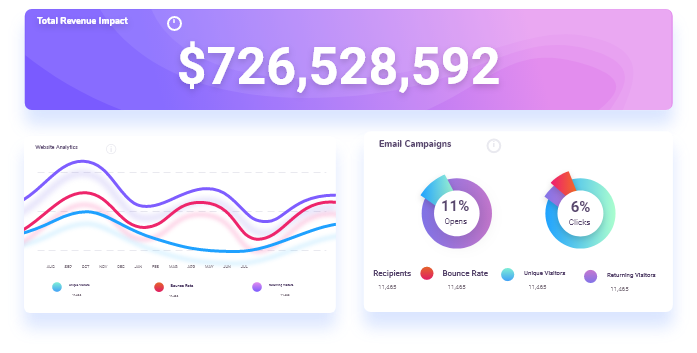 Total Revenue Impact
$726,528,592
Website Analytics
AUG SEP OCT NOV DEC JAN FEB MAR APR MAY JUN JUL
Unique Visitors
Bounce Rate
Returning Visitors
11,465
11,465
11,465
Email Campaigns
11%
Opens
6%
Clicks
Recipients
11,465
Bounce Rate
11,465
Unique Visitors
11,465
Returning Visitors
11,465